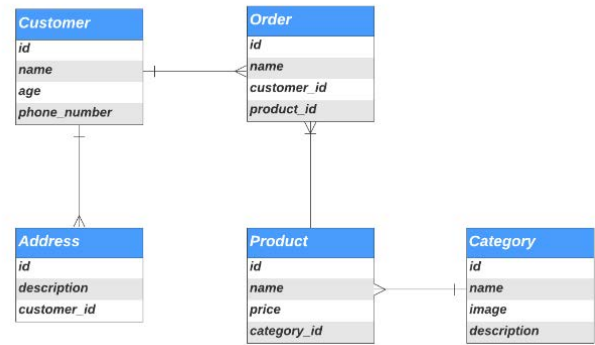 Customer
id
name
age
phone_number
Order
id
name
customer_id
product_id
Address
id
description
customer_id
Product
id
name
price
category_id
Category
id
name
image
description